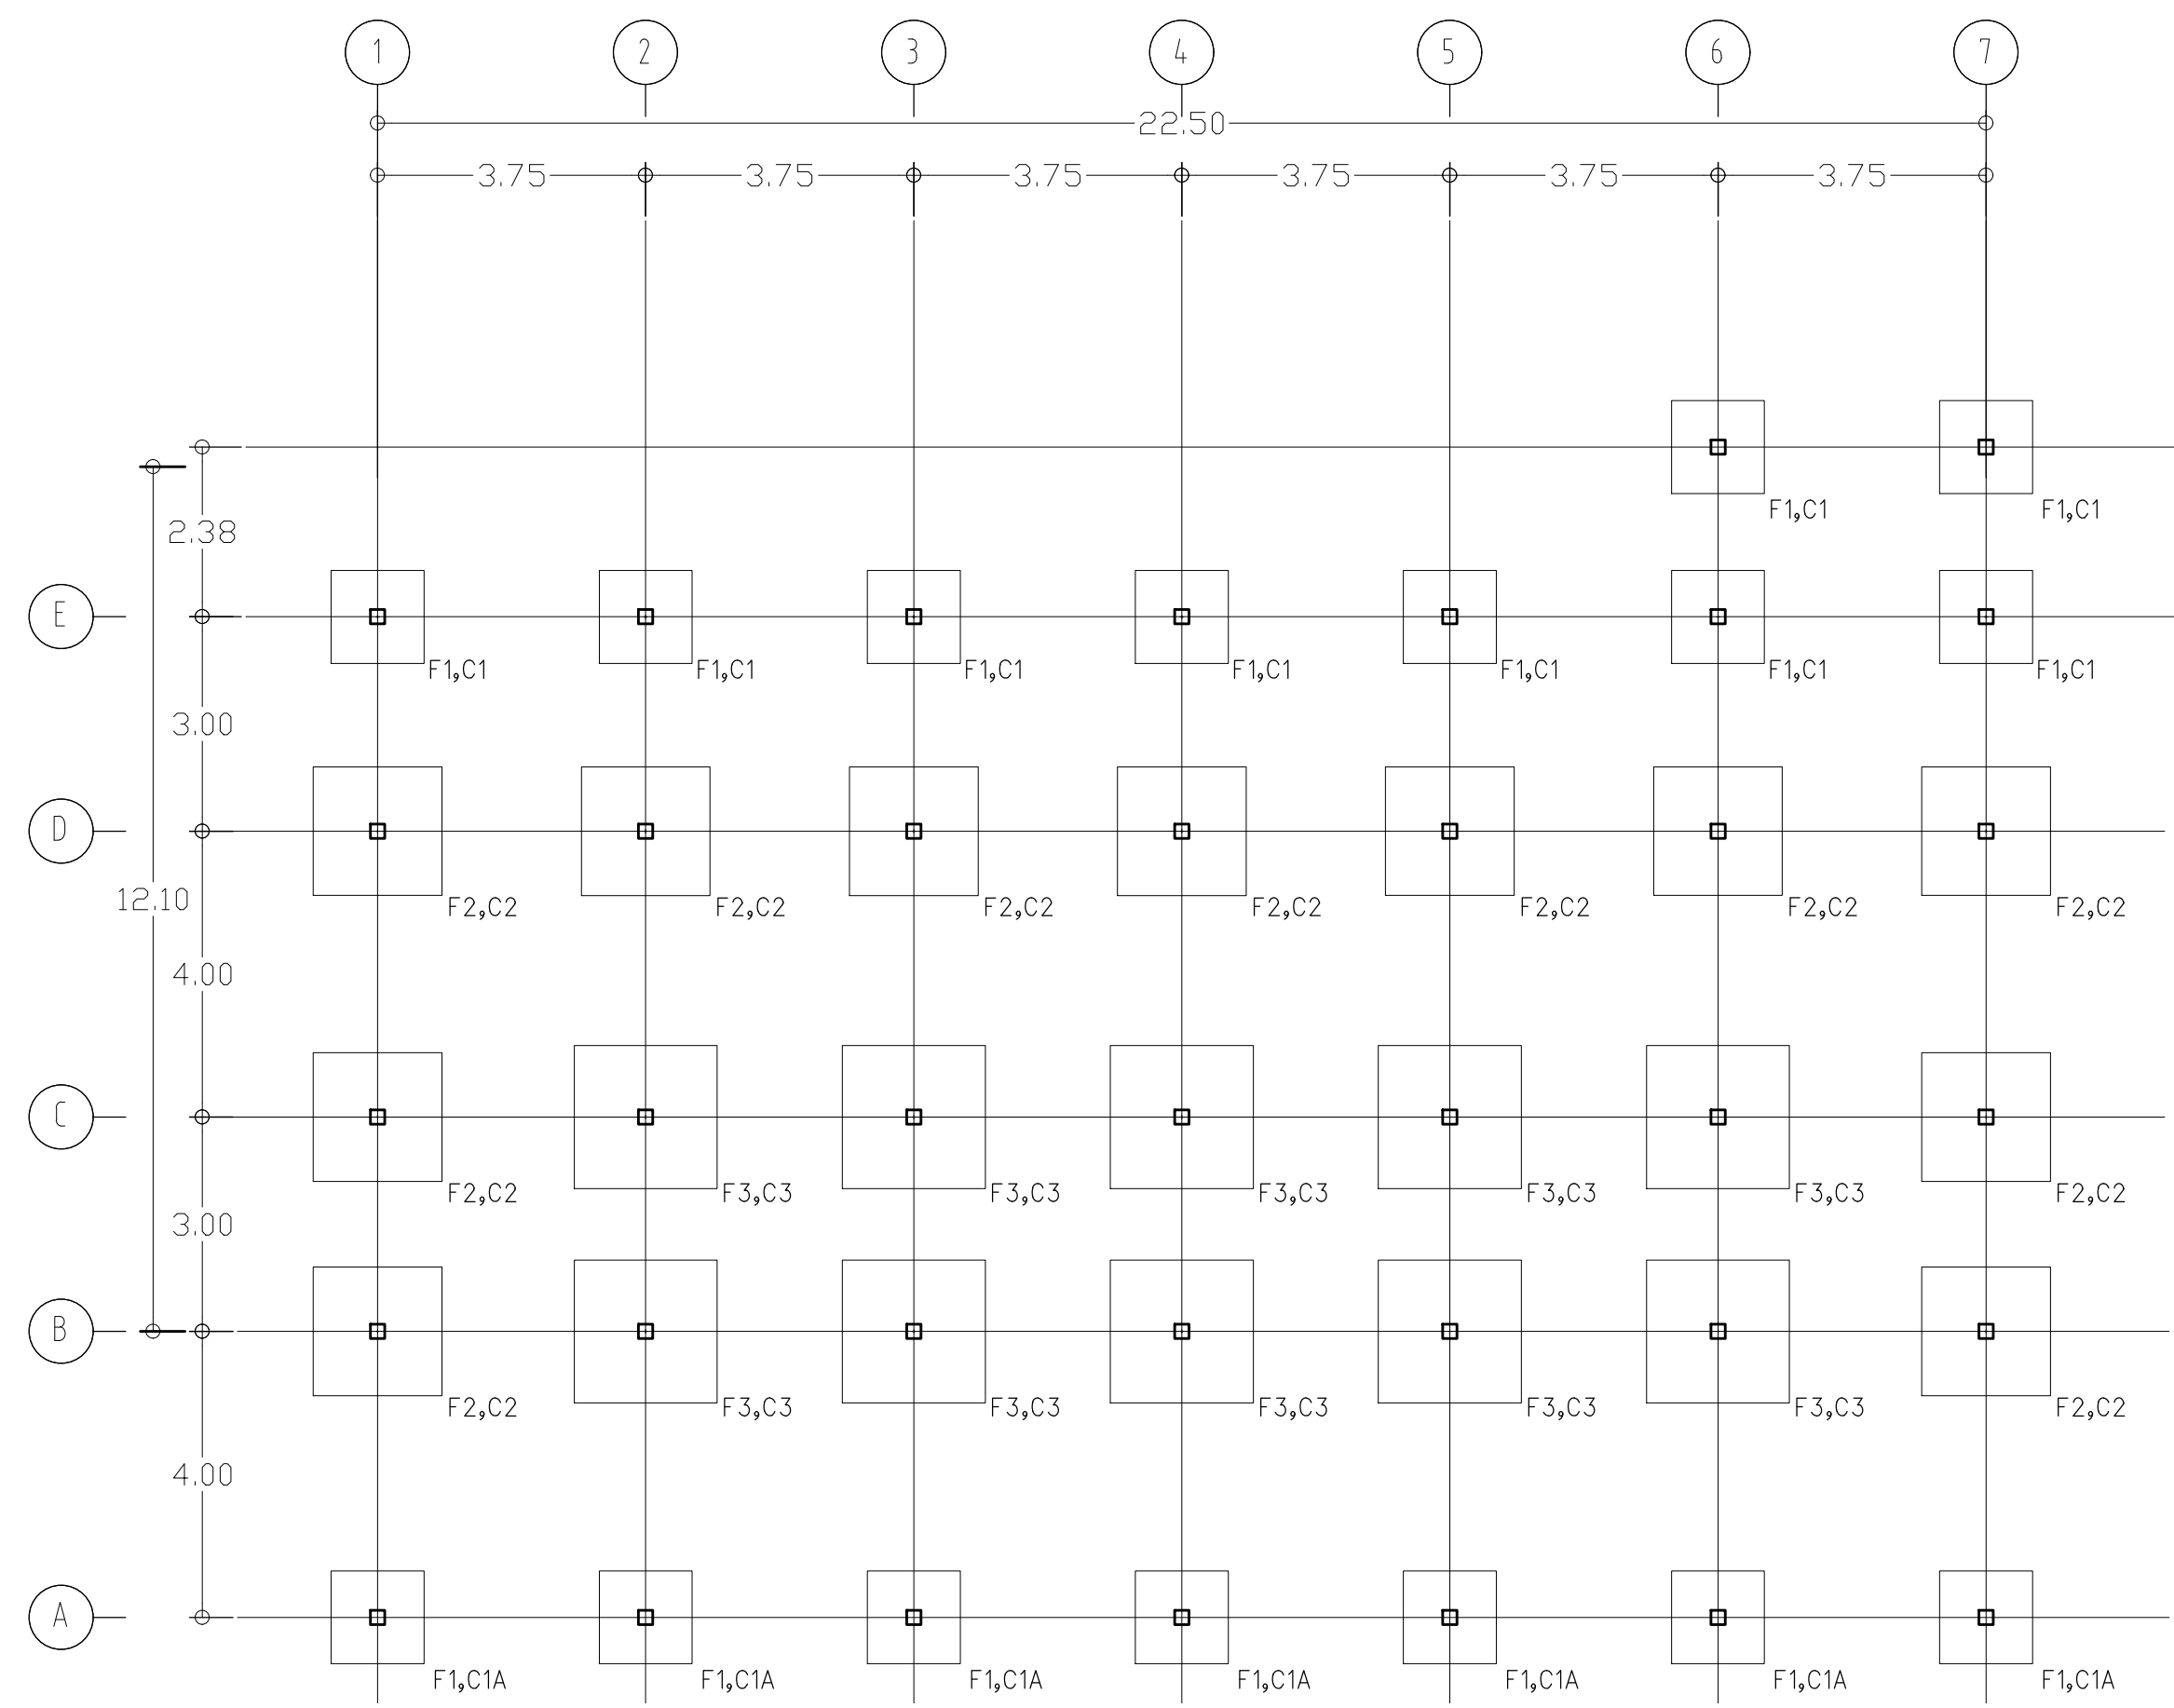 1 2 3 4 5 6 7
22.50
3.75 3.75 3.75 3.75 3.75 3.75
F1,C1 F1,C1
2.38
E
F1,C1 F1,C1 F1,C1 F1,C1 F1,C1 F1,C1 F1,C1
3.00
D
12.10
F2,C2 F2,C2 F2,C2 F2,C2 F2,C2 F2,C2 F2,C2
4.00
C
F2,C2 F3,C3 F3,C3 F3,C3 F3,C3 F3,C3 F2,C2
3.00
B
F2,C2 F3,C3 F3,C3 F3,C3 F3,C3 F3,C3 F2,C2
4.00
A
F1,C1A F1,C1A F1,C1A F1,C1A F1,C1A F1,C1A F1,C1A